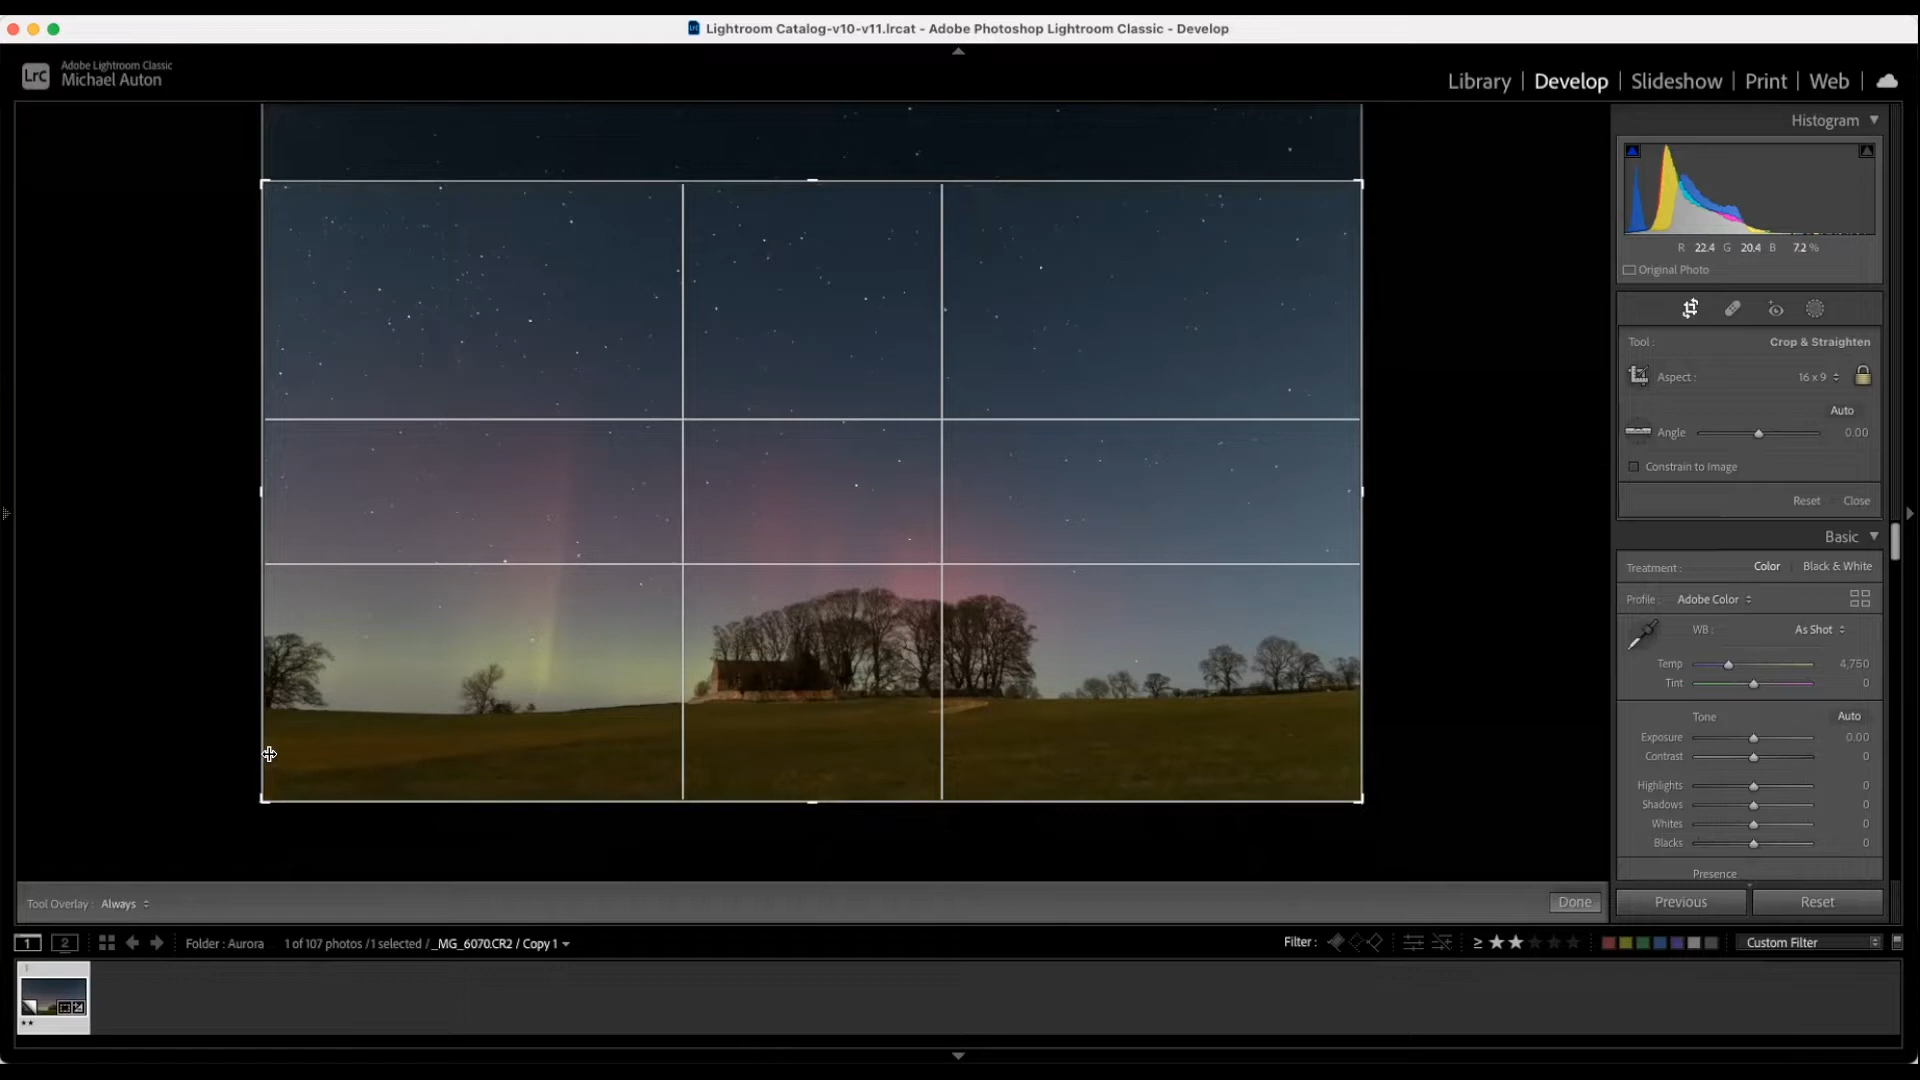 Lightroom Catalog-v10-v11.lrcat - Adobe Photoshop Lightroom Classic - Develop
LrC
Adobe Lightroom Classic
Michael Auton
Library | Develop | Slideshow | Print | Web
Histogram
R 22.4 G 20.4 B 7.2 %
Original Photo
Tool : Crop & Straighten
Aspect : 16 x 9
Auto
Angle 0.00
Constrain to Image
Reset Close
Basic
Treatment : Color Black & White
Profile : Adobe Color
WB : As Shot
Temp 4,750
Tint 0
Tone Auto
Exposure 0.00
Contrast 0
Highlights 0
Shadows 0
Whites 0
Blacks 0
Presence
Tool Overlay : Always
Done
Previous Reset
1 2 Folder : Aurora 1 of 107 photos /1 selected / _MG_6070.CR2 / Copy 1
Filter : ≥ ★★★★★ Custom Filter
1
★★